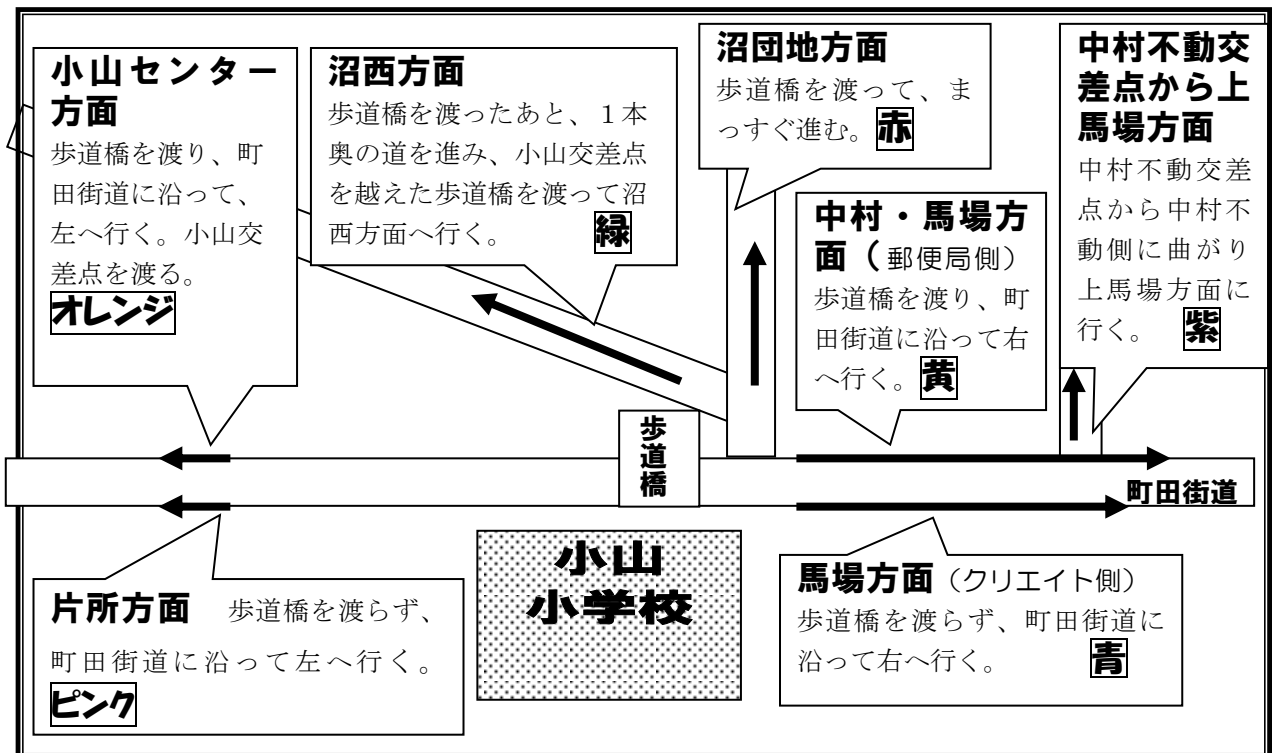 小山センター
方面
歩道橋を渡り、町
田街道に沿って、
左へ行く。小山交
差点を渡る。
オレンジ
沼西方面
歩道橋を渡ったあと、１本
奥の道を進み、小山交差点
を越えた歩道橋を渡って沼
西方面へ行く。 緑
沼団地方面
歩道橋を渡って、ま
っすぐ進む。赤
中村・馬場方
面（郵便局側）
歩道橋を渡り、町
田街道に沿って右
へ行く。黄
中村不動交
差点から上
馬場方面
中村不動交差
点から中村不
動側に曲がり
上馬場方面に
行く。 紫
歩道橋
町田街道
片所方面 歩道橋を渡らず、
町田街道に沿って左へ行く。
ピンク
小山
小学校
馬場方面（クリエイト側）
歩道橋を渡らず、町田街道に
沿って右へ行く。 青